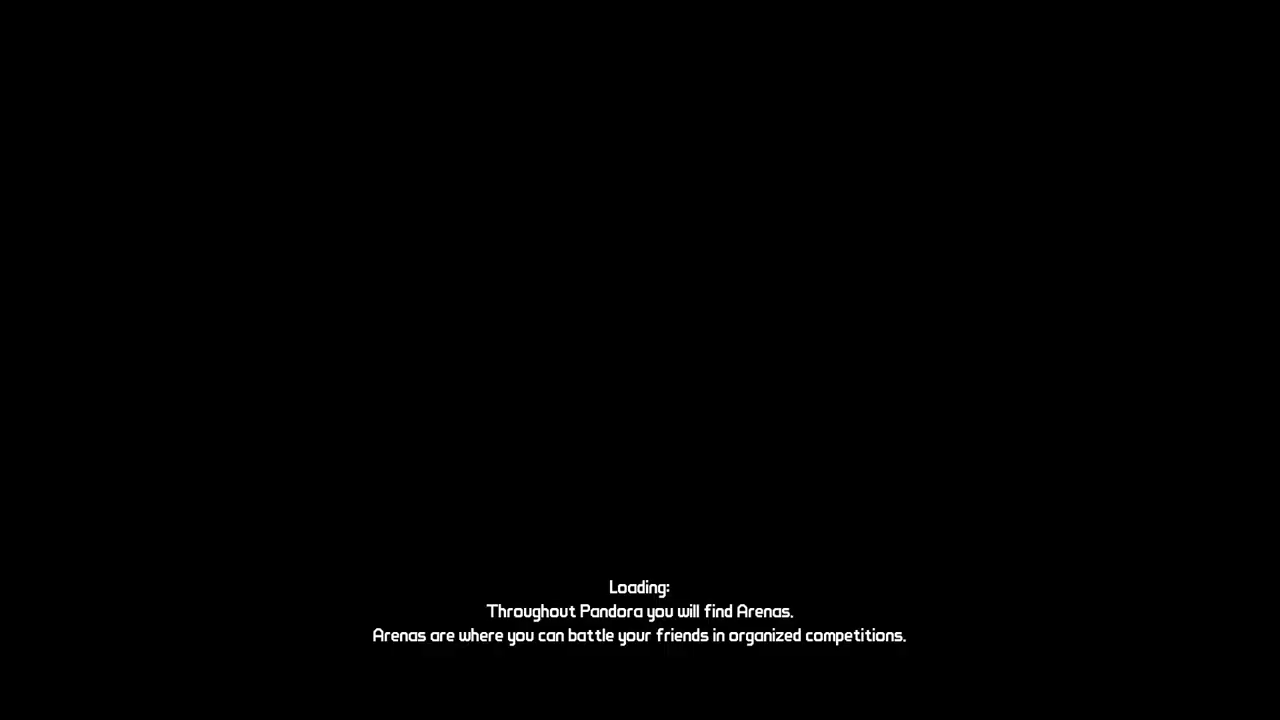 Loading:
Throughout Pandora you will find Arenas.
Arenas are where you can battle your friends in organized competitions.